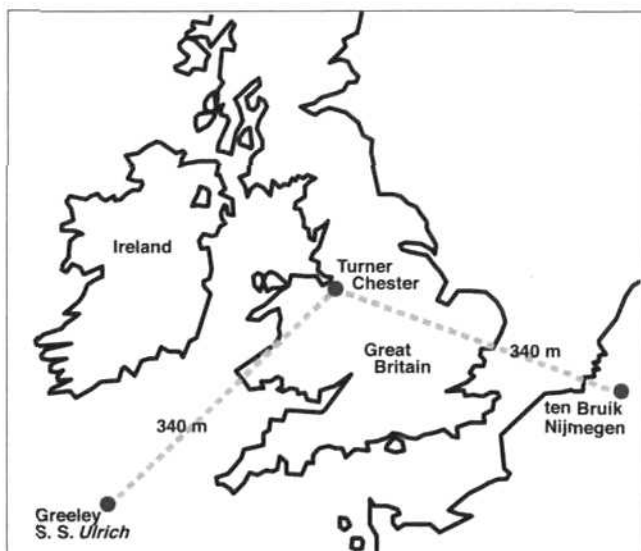 Ireland
Turner
Chester
Great
Britain
340 m
ten Bruik
Nijmegen
340 m
Greeley
S. S. Ulrich